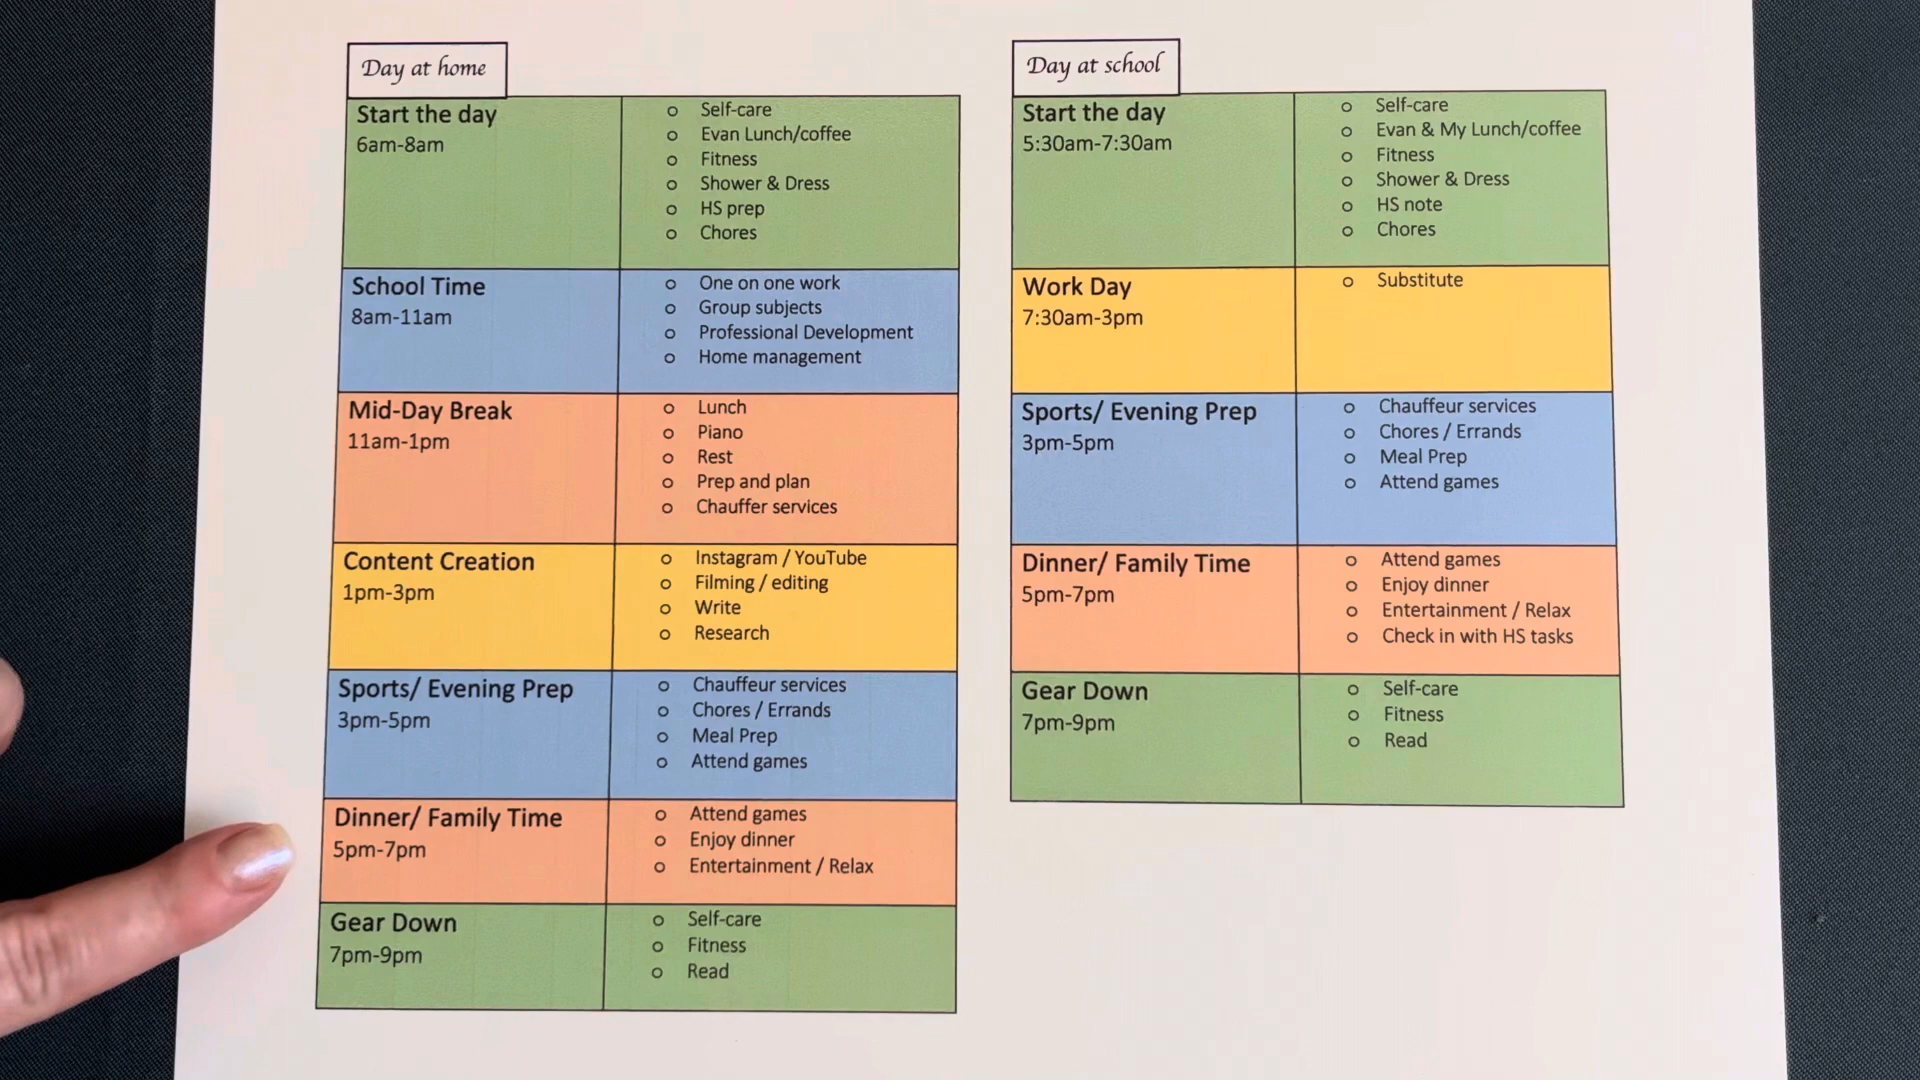 Day at home
Start the day
6am-8am
Self-care
Evan Lunch/coffee
Fitness
Shower & Dress
HS prep
Chores
School Time
8am-11am
One on one work
Group subjects
Professional Development
Home management
Mid-Day Break
11am-1pm
Lunch
Piano
Rest
Prep and plan
Chauffer services
Content Creation
1pm-3pm
Instagram / YouTube
Filming / editing
Write
Research
Sports/ Evening Prep
3pm-5pm
Chauffeur services
Chores / Errands
Meal Prep
Attend games
Dinner/ Family Time
5pm-7pm
Attend games
Enjoy dinner
Entertainment / Relax
Gear Down
7pm-9pm
Self-care
Fitness
Read
Day at school
Start the day
5:30am-7:30am
Self-care
Evan & My Lunch/coffee
Fitness
Shower & Dress
HS note
Chores
Work Day
7:30am-3pm
Substitute
Sports/ Evening Prep
3pm-5pm
Chauffeur services
Chores / Errands
Meal Prep
Attend games
Dinner/ Family Time
5pm-7pm
Attend games
Enjoy dinner
Entertainment / Relax
Check in with HS tasks
Gear Down
7pm-9pm
Self-care
Fitness
Read